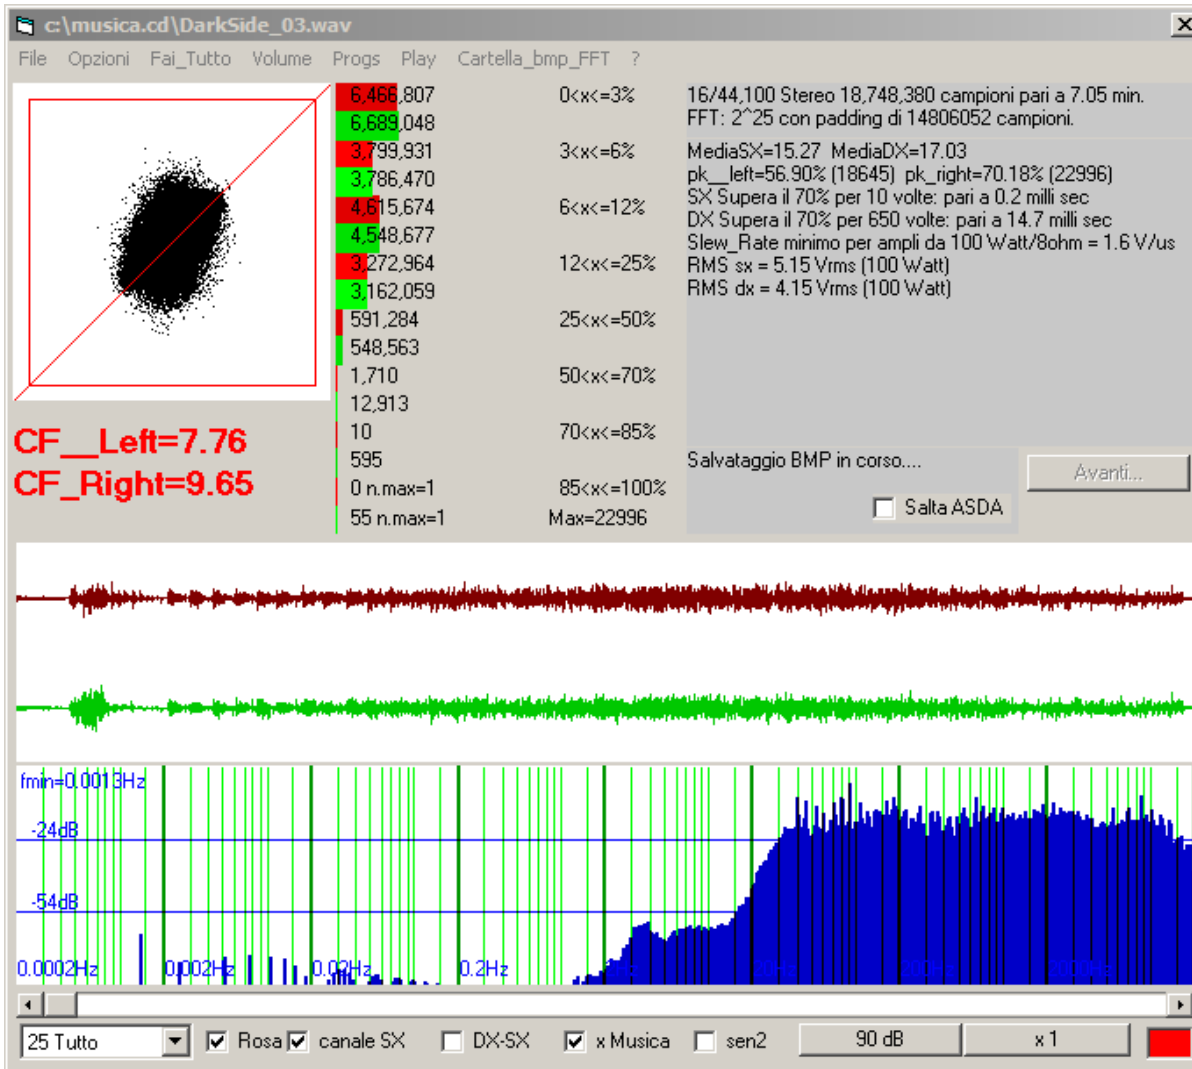 c:\musica.cd\DarkSide_03.wav
File Opzioni Fai_Tutto Volume Progs Play Cartella_bmp_FFT ?
6,466,807 0<x<=3%
6,689,048
3,799,931 3<x<=6%
3,786,470
4,615,674 6<x<=12%
4,548,677
3,272,964 12<x<=25%
3,162,059
591,284 25<x<=50%
548,563
1,710 50<x<=70%
12,913
10 70<x<=85%
595
0 n.max=1 85<x<=100%
55 n.max=1 Max=22996
16/44,100 Stereo 18,748,380 campioni pari a 7.05 min.
FFT: 2^25 con padding di 14806052 campioni.
MediaSX=15.27 MediaDX=17.03
pk__left=56.90% (18645) pk_right=70.18% (22996)
SX Supera il 70% per 10 volte: pari a 0.2 milli sec
DX Supera il 70% per 650 volte: pari a 14.7 milli sec
Slew_Rate minimo per ampli da 100 Watt/8ohm = 1.6 V/us
RMS sx = 5.15 Vrms (100 Watt)
RMS dx = 4.15 Vrms (100 Watt)
CF__Left=7.76
CF_Right=9.65
Salvataggio BMP in corso....
Avanti...
Salta ASDA
fmin=0.0013Hz
-24dB
-54dB
0.0002Hz 0.002Hz 0.02Hz 0.2Hz 2Hz 20Hz 200Hz 2000Hz
25 Tutto Rosa canale SX DX-SX x Musica sen2 90 dB x 1